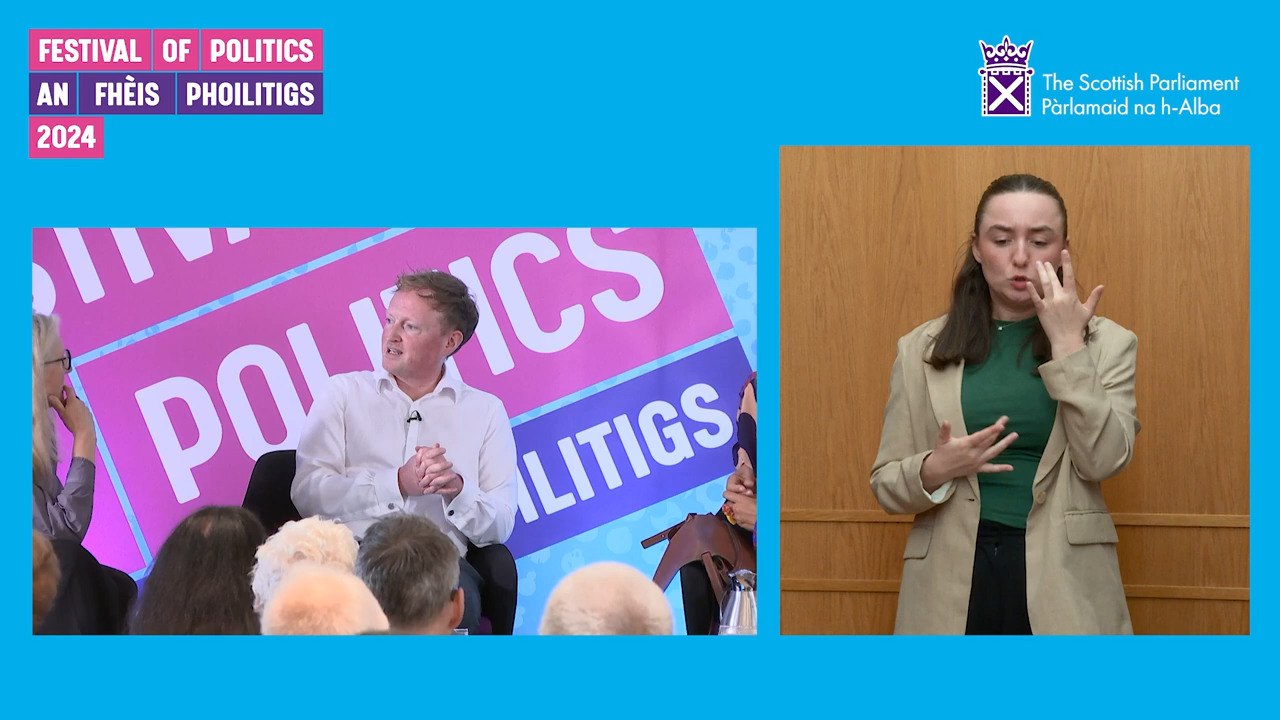 FESTIVAL OF POLITICS
AN FHÈIS PHOILITIGS
2024
The Scottish Parliament
Pàrlamaid na h-Alba
POLITICS
ILITIGS